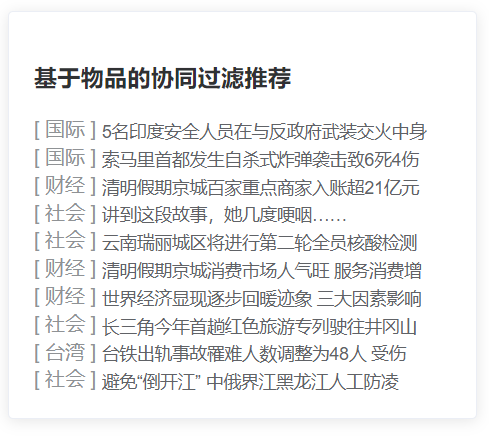 基于物品的协同过滤推荐
[ 国际 ] 5名印度安全人员在与反政府武装交火中身
[ 国际 ] 索马里首都发生自杀式炸弹袭击致6死4伤
[ 财经 ] 清明假期京城百家重点商家入账超21亿元
[ 社会 ] 讲到这段故事，她几度哽咽……
[ 社会 ] 云南瑞丽城区将进行第二轮全员核酸检测
[ 财经 ] 清明假期京城消费市场人气旺 服务消费增
[ 财经 ] 世界经济显现逐步回暖迹象 三大因素影响
[ 社会 ] 长三角今年首趟红色旅游专列驶往井冈山
[ 台湾 ] 台铁出轨事故罹难人数调整为48人 受伤
[ 社会 ] 避免“倒开江” 中俄界江黑龙江人工防凌